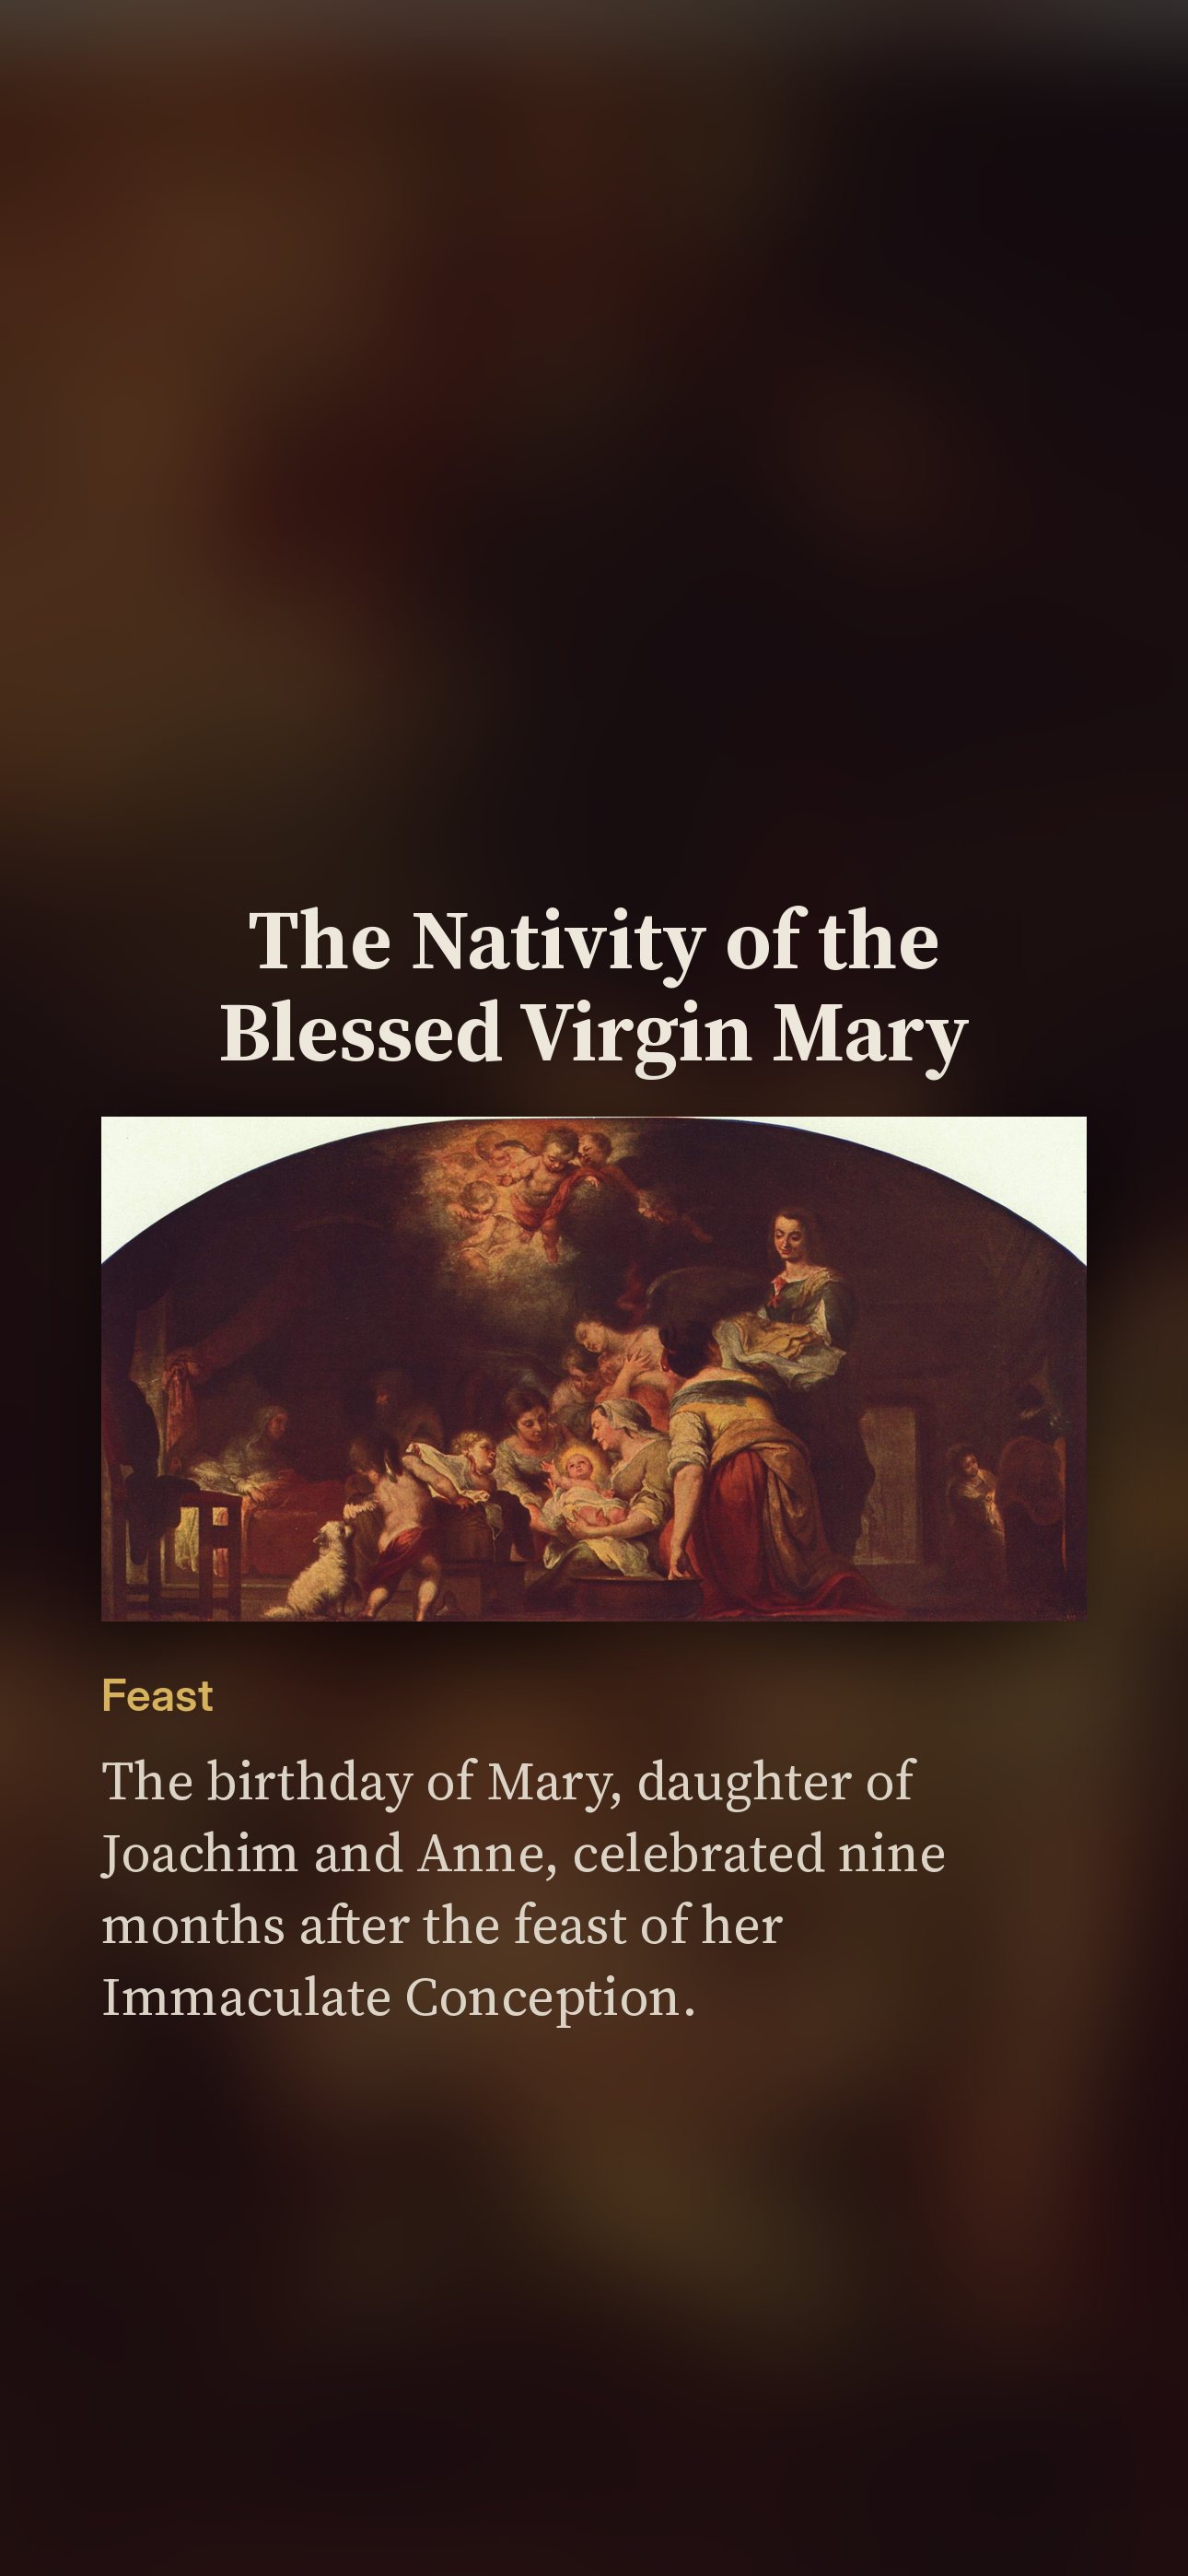 The Nativity of the
Blessed Virgin Mary
Feast
The birthday of Mary, daughter of
Joachim and Anne, celebrated nine
months after the feast of her
Immaculate Conception.